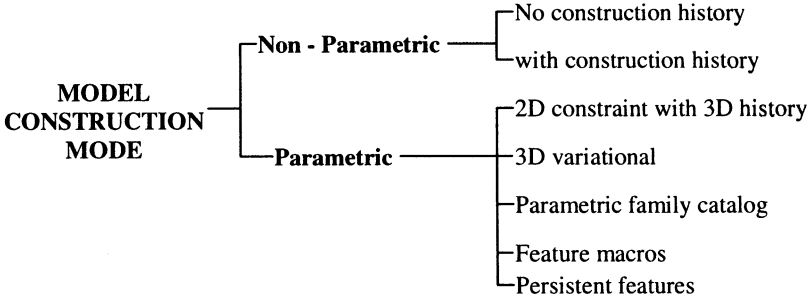 No construction history
Non - Parametric
with construction history
MODEL
CONSTRUCTION
MODE
2D constraint with 3D history
Parametric
3D variational
Parametric family catalog
Feature macros
Persistent features